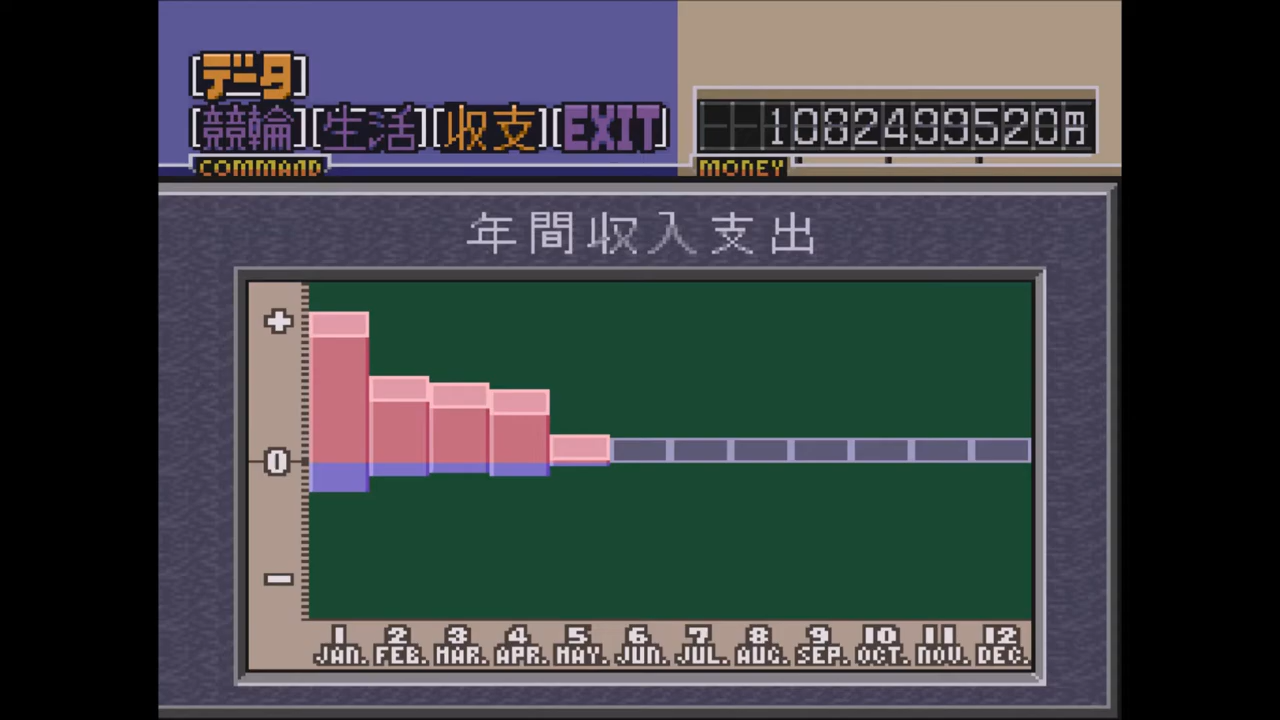 [データ]
[競輪][生活][収支][EXIT]
COMMAND
1082499520円
MONEY
年間収入支出
+
0
-
1 2 3 4 5 6 7 8 9 10 11 12
JAN. FEB. MAR. APR. MAY. JUN. JUL. AUG. SEP. OCT. NOV. DEC.